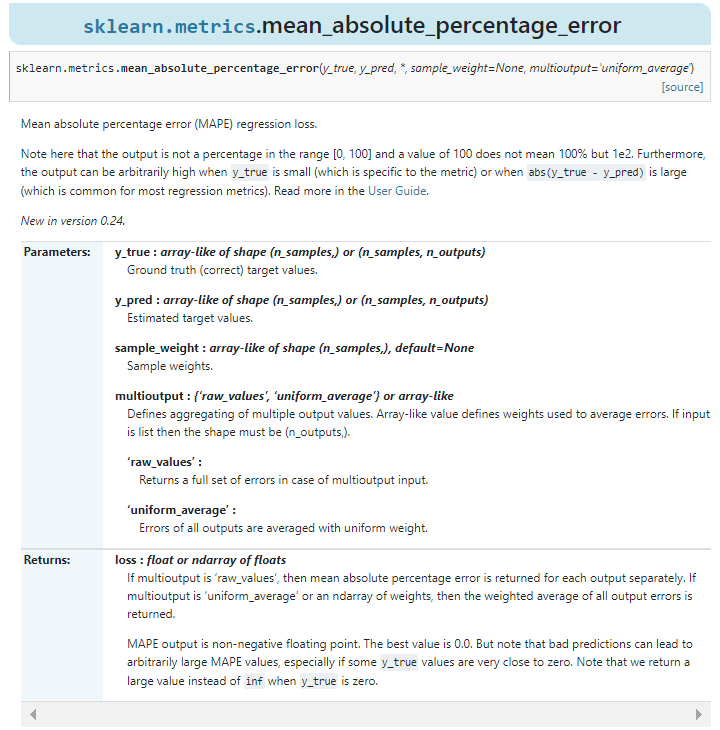 sklearn.metrics.mean_absolute_percentage_error
sklearn.metrics.mean_absolute_percentage_error(y_true, y_pred, *, sample_weight=None, multioutput='uniform_average')
[source]
Mean absolute percentage error (MAPE) regression loss.
Note here that the output is not a percentage in the range [0, 100] and a value of 100 does not mean 100% but 1e2. Furthermore,
the output can be arbitrarily high when y_true is small (which is specific to the metric) or when abs(y_true - y_pred) is large
(which is common for most regression metrics). Read more in the User Guide.
New in version 0.24.
Parameters:
y_true : array-like of shape (n_samples,) or (n_samples, n_outputs)
Ground truth (correct) target values.
y_pred : array-like of shape (n_samples,) or (n_samples, n_outputs)
Estimated target values.
sample_weight : array-like of shape (n_samples,), default=None
Sample weights.
multioutput : {'raw_values', 'uniform_average'} or array-like
Defines aggregating of multiple output values. Array-like value defines weights used to average errors. If input
is list then the shape must be (n_outputs,).
'raw_values' :
Returns a full set of errors in case of multioutput input.
'uniform_average' :
Errors of all outputs are averaged with uniform weight.
Returns:
loss : float or ndarray of floats
If multioutput is 'raw_values', then mean absolute percentage error is returned for each output separately. If
multioutput is 'uniform_average' or an ndarray of weights, then the weighted average of all output errors is
returned.
MAPE output is non-negative floating point. The best value is 0.0. But note that bad predictions can lead to
arbitrarily large MAPE values, especially if some y_true values are very close to zero. Note that we return a
large value instead of inf when y_true is zero.